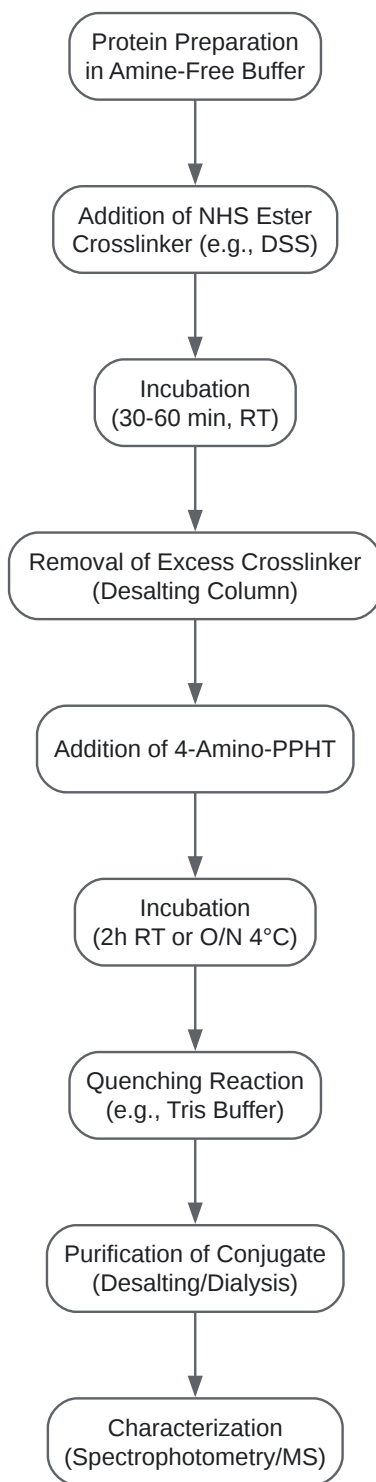 Protein Preparation
in Amine-Free Buffer
Addition of NHS Ester
Crosslinker (e.g., DSS)
Incubation
(30-60 min, RT)
Removal of Excess Crosslinker
(Desalting Column)
Addition of 4-Amino-PPHT
Incubation
(2h RT or O/N 4°C)
Quenching Reaction
(e.g., Tris Buffer)
Purification of Conjugate
(Desalting/Dialysis)
Characterization
(Spectrophotometry/MS)